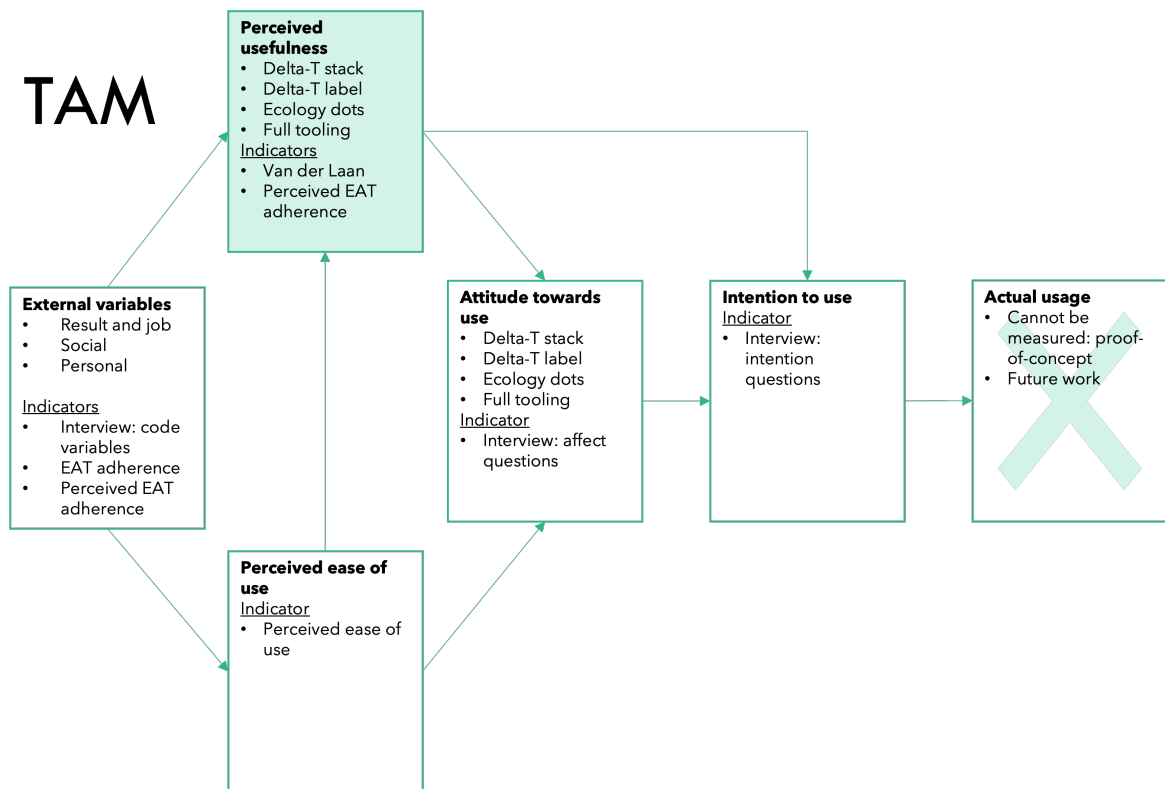 TAM
Perceived
usefulness
• Delta-T stack
• Delta-T label
• Ecology dots
• Full tooling
Indicators
• Van der Laan
• Perceived EAT
adherence
External variables
• Result and job
• Social
• Personal
Indicators
• Interview: code
variables
• EAT adherence
• Perceived EAT
adherence
Perceived ease of
use
Indicator
• Perceived ease of
use
Attitude towards
use
• Delta-T stack
• Delta-T label
• Ecology dots
• Full tooling
Indicator
• Interview: affect
questions
Intention to use
Indicator
• Interview:
intention
questions
Actual usage
• Cannot be
measured: proof-
of-concept
• Future work